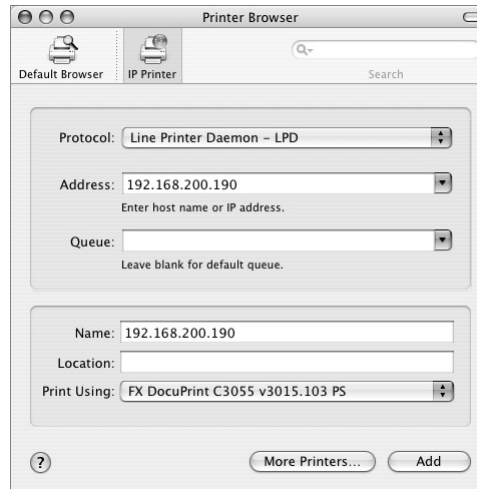 Printer Browser
Default Browser IP Printer Search
Protocol: Line Printer Daemon – LPD
Address: 192.168.200.190
Enter host name or IP address.
Queue:
Leave blank for default queue.
Name: 192.168.200.190
Location:
Print Using: FX DocuPrint C3055 v3015.103 PS
? More Printers... Add